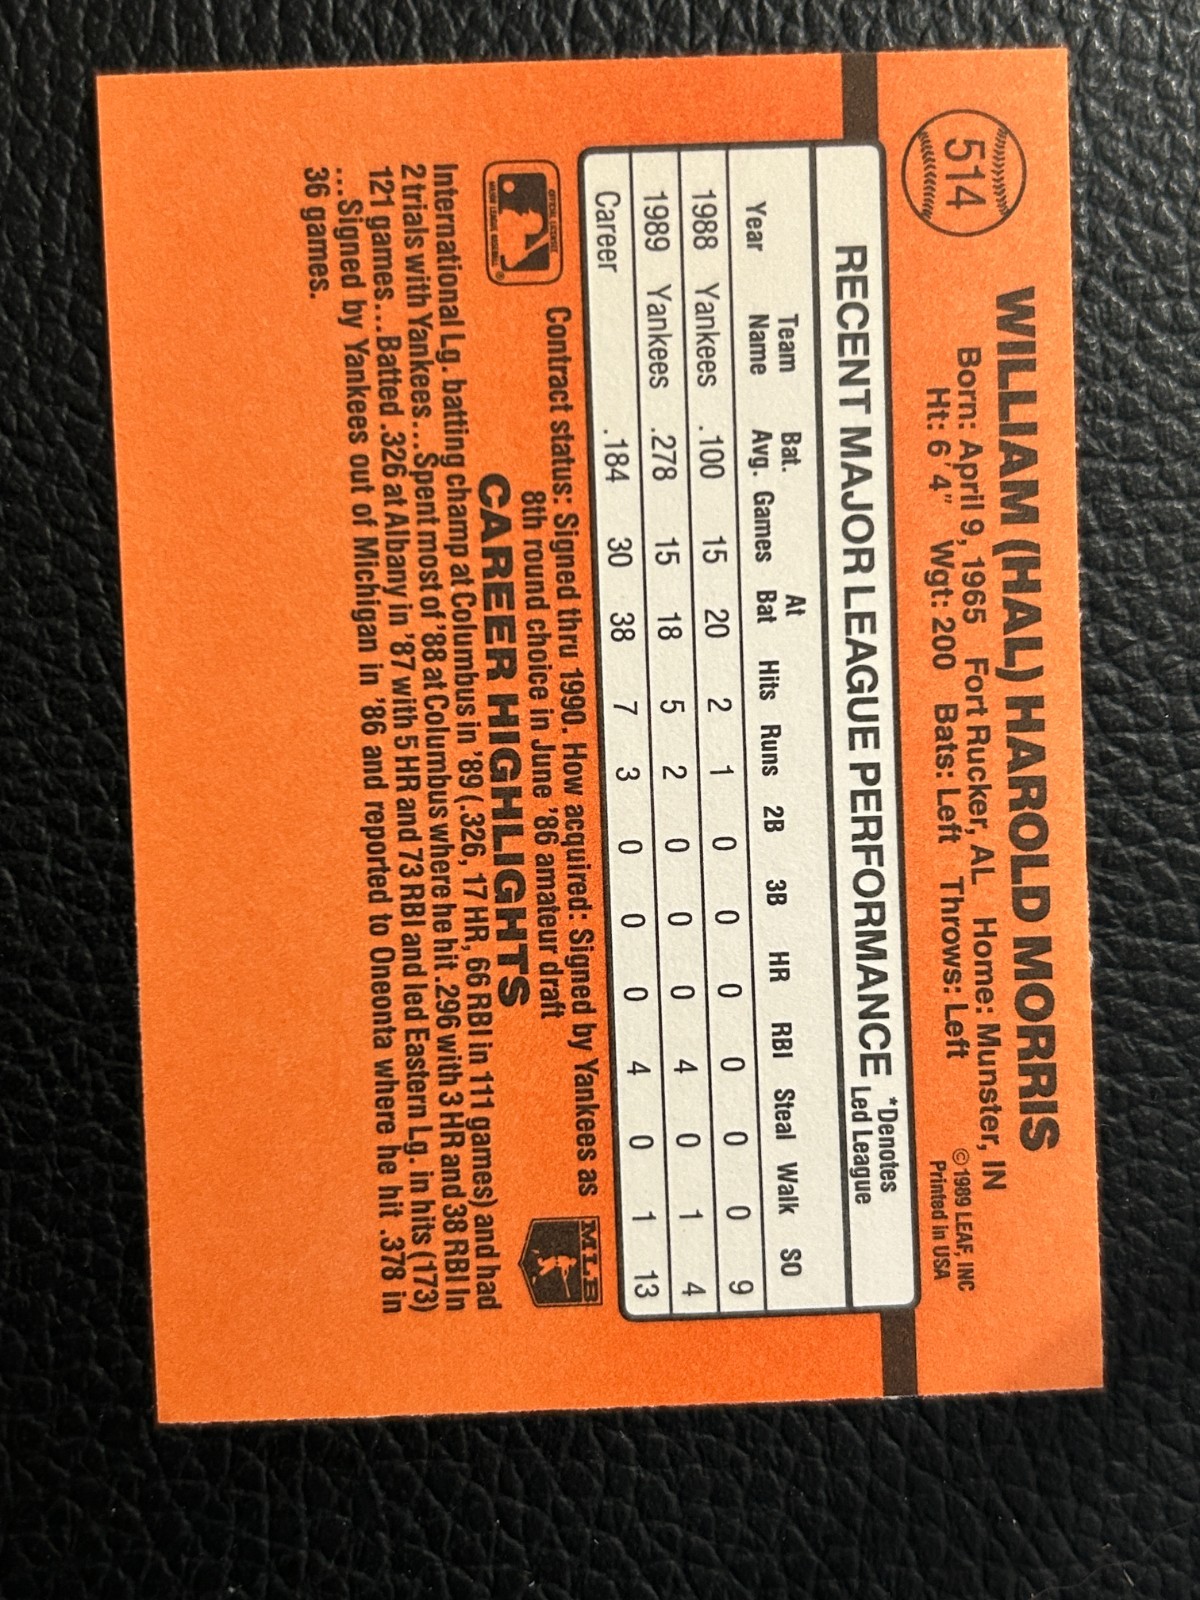 514
WILLIAM (HAL) HAROLD MORRIS
Born: April 9, 1965 Fort Rucker, AL Home: Munster, IN
Ht: 6'4" Wgt: 200 Bats: Left Throws: Left
© 1989 LEAF, INC
Printed in USA
RECENT MAJOR LEAGUE PERFORMANCE *Denotes Led League
Year Team Name Bat. Avg. Games At Bat Hits Runs 2B 3B HR RBI Steal Walk SO
1988 Yankees .100 15 20 2 1 0 0 0 0 0 0 9
1989 Yankees .278 15 18 5 2 0 0 0 4 0 1 4
Career .184 30 38 7 3 0 0 0 4 0 1 13
OFFICIAL LICENSEE
MAJOR LEAGUE BASEBALL
®
Contract status: Signed thru 1990. How acquired: Signed by Yankees as
8th round choice in June '86 amateur draft
MLB
CAREER HIGHLIGHTS
International Lg. batting champ at Columbus in '89 (.326, 17 HR, 66 RBI in 111 games) and had
2 trials with Yankees...Spent most of '88 at Columbus where he hit .296 with 3 HR and 38 RBI In
121 games...Batted .326 at Albany in '87 with 5 HR and 73 RBI and led Eastern Lg. in hits (173)
...Signed by Yankees out of Michigan in '86 and reported to Oneonta where he hit .378 in
36 games.